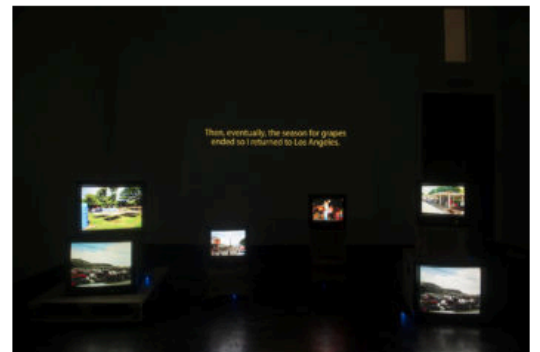 Then, eventually, the season for grapes
ended so I returned to Los Angeles.